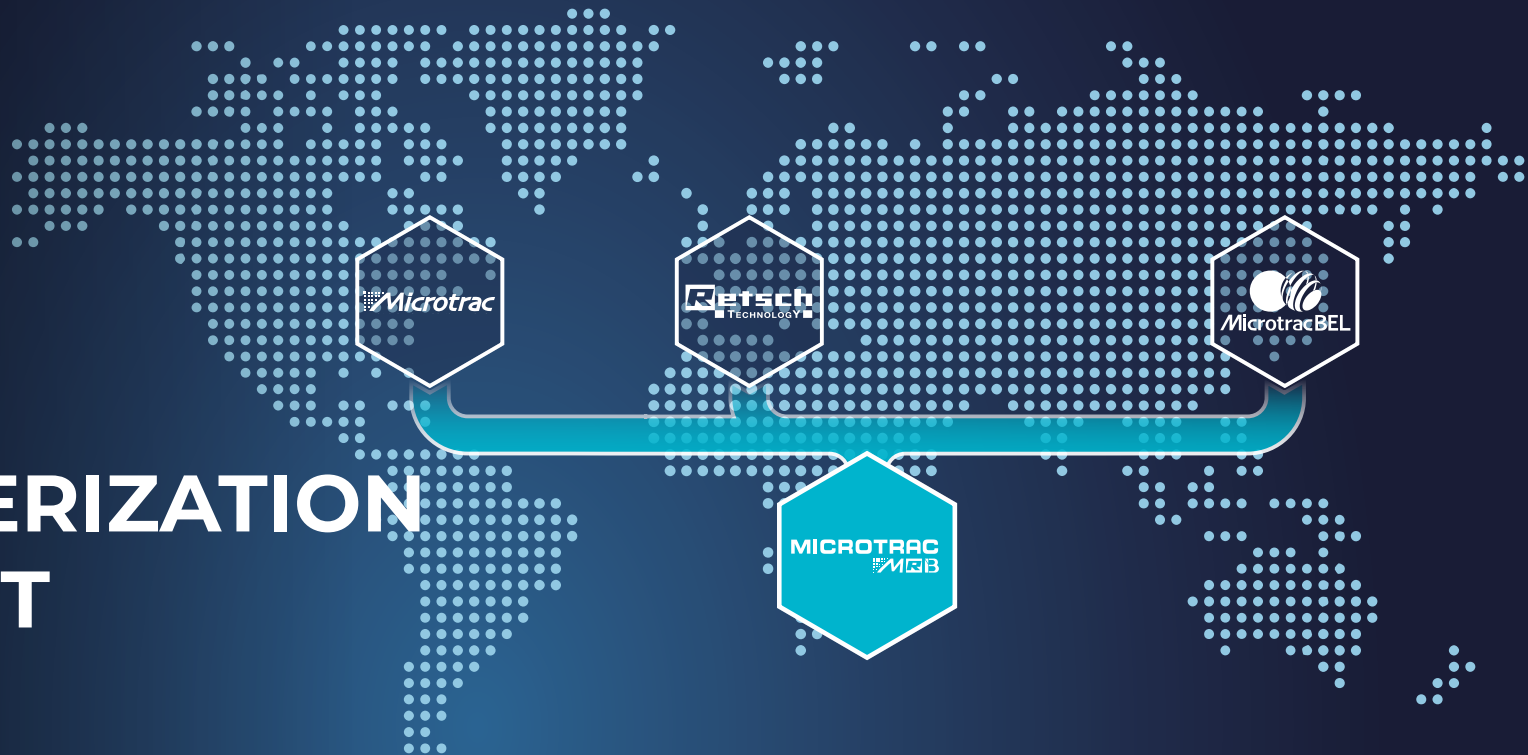 Microtrac
Retsch
TECHNOLOGY
MicrotracBEL
ERIZATION
T
MICROTRAC
MRB